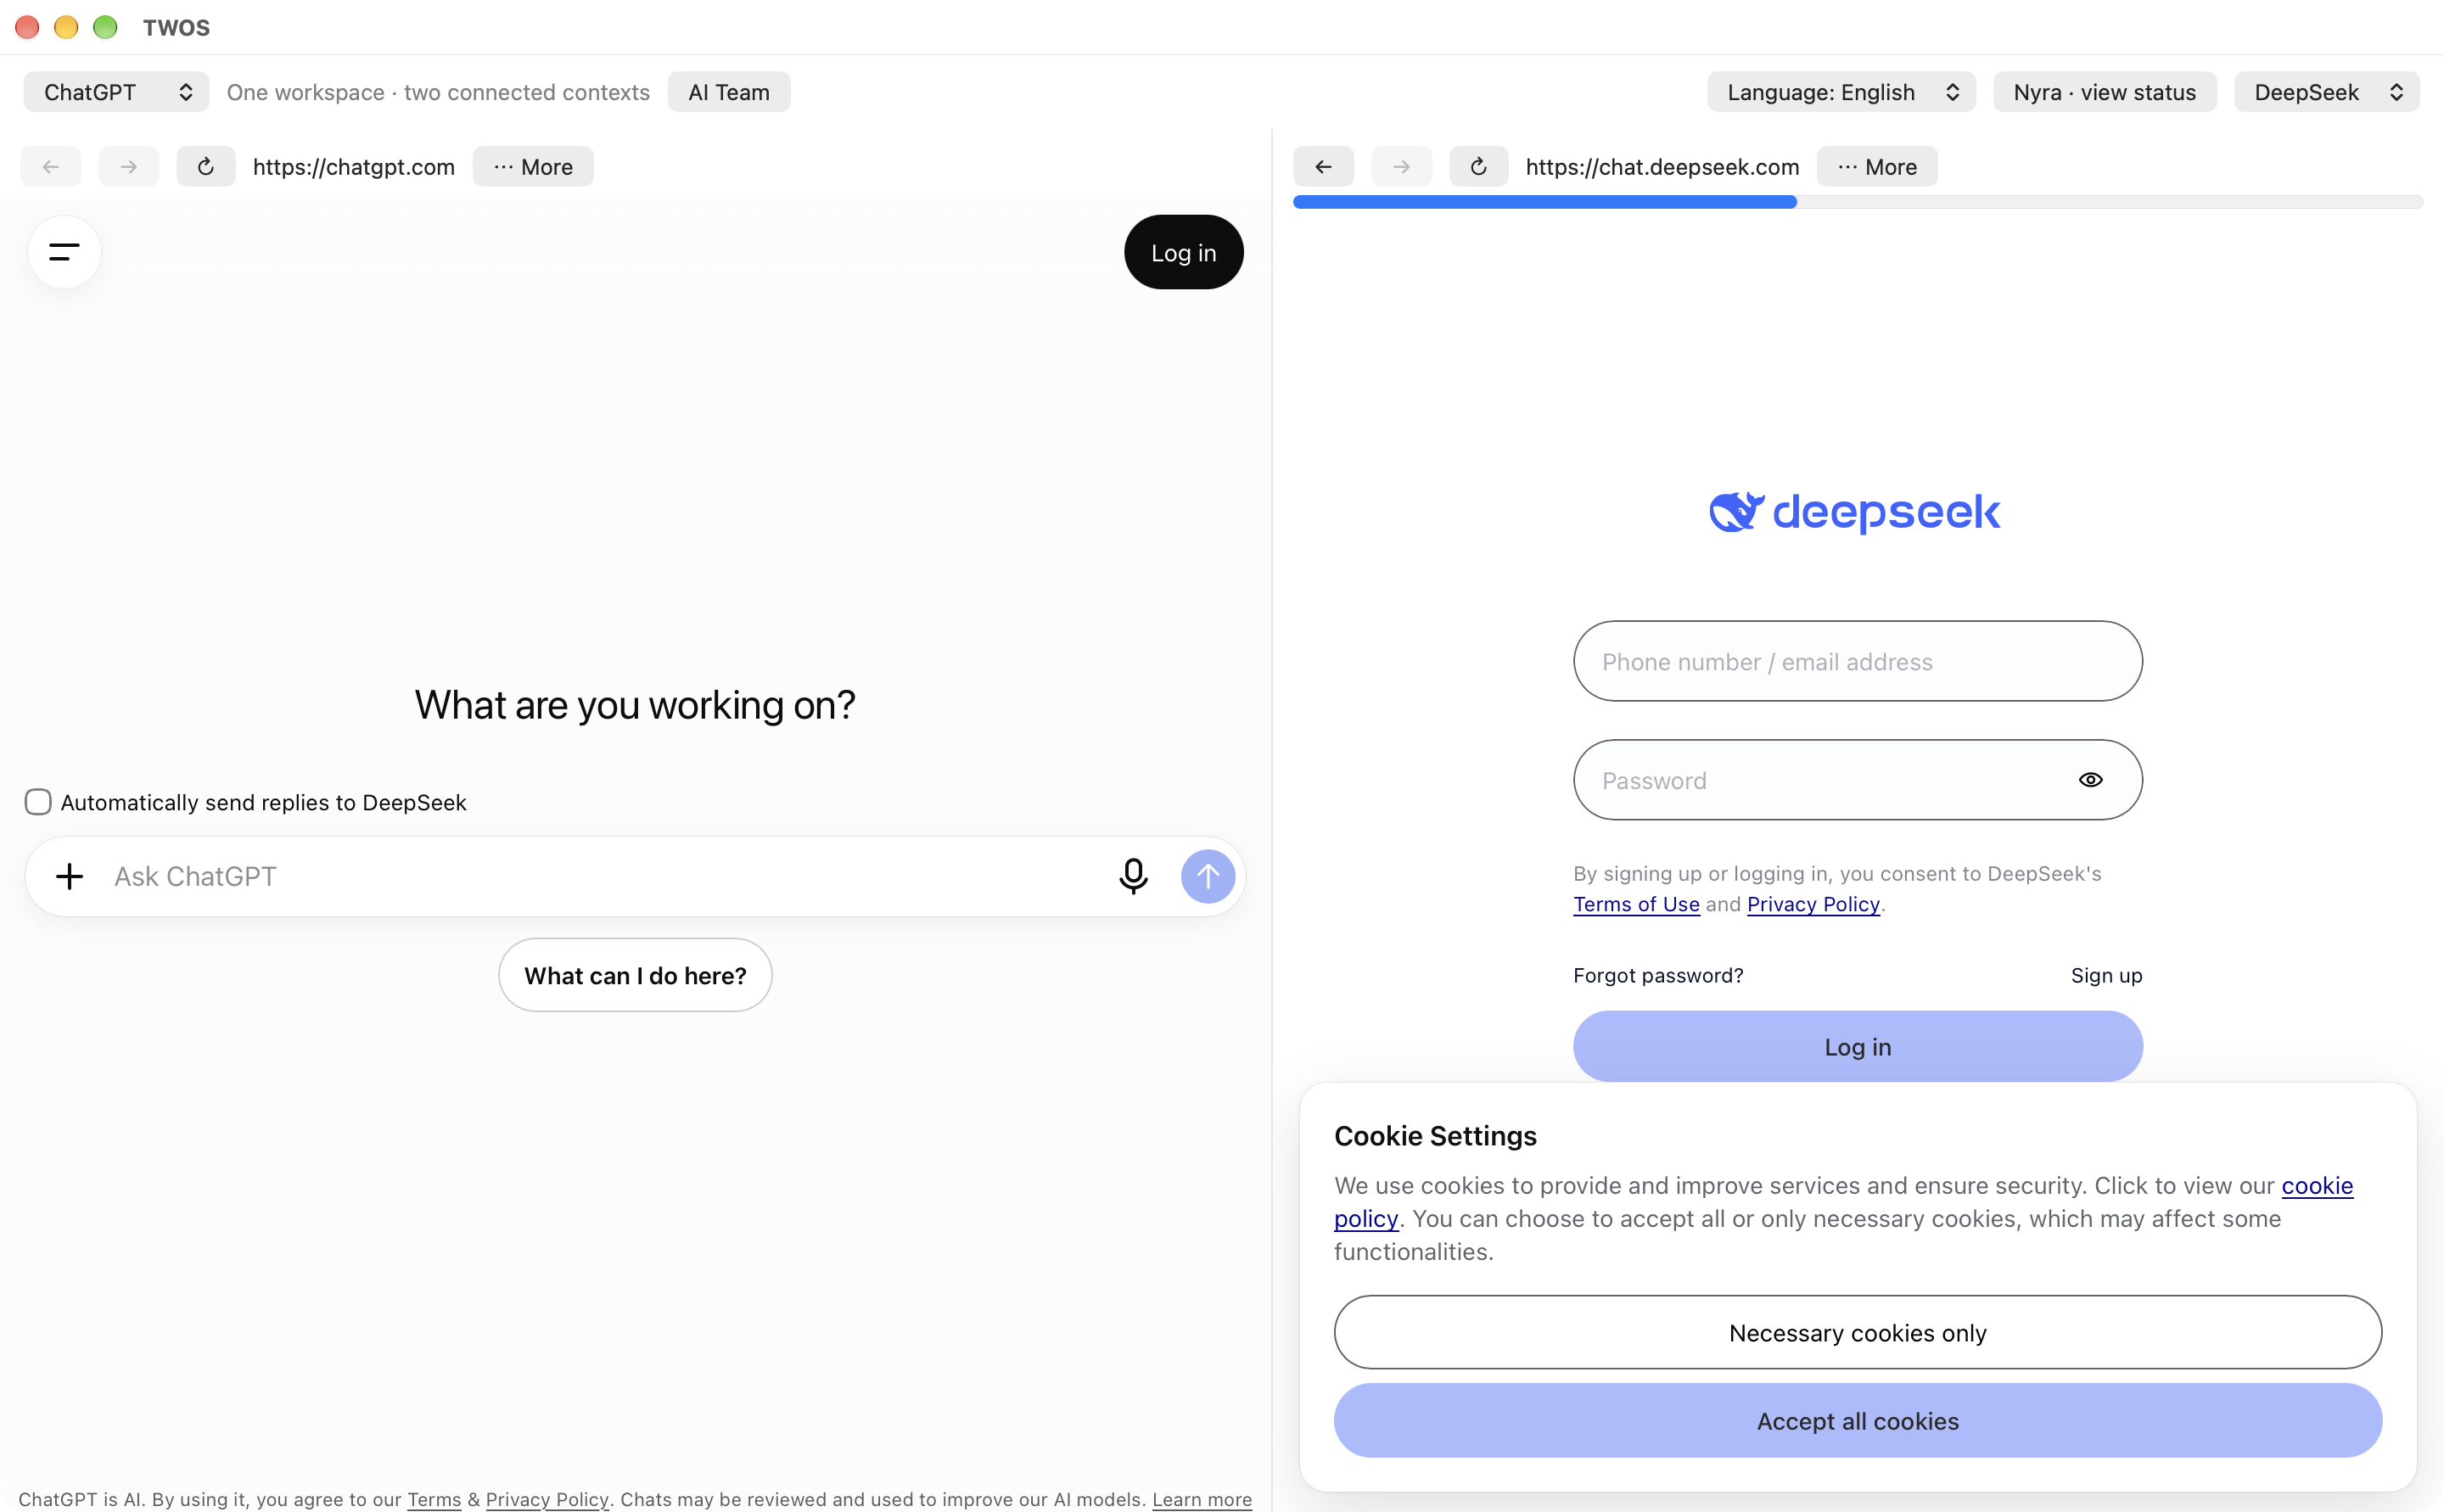 TWOS
ChatGPT
One workspace · two connected contexts
AI Team
Language: English
Nyra · view status
DeepSeek
https://chatgpt.com
··· More
Log in
What are you working on?
Automatically send replies to DeepSeek
Ask ChatGPT
What can I do here?
ChatGPT is AI. By using it, you agree to our Terms & Privacy Policy. Chats may be reviewed and used to improve our AI models. Learn more
https://chat.deepseek.com
··· More
deepseek
Phone number / email address
Password
By signing up or logging in, you consent to DeepSeek's
Terms of Use and Privacy Policy.
Forgot password?
Sign up
Log in
Cookie Settings
We use cookies to provide and improve services and ensure security. Click to view our cookie
policy. You can choose to accept all or only necessary cookies, which may affect some
functionalities.
Necessary cookies only
Accept all cookies